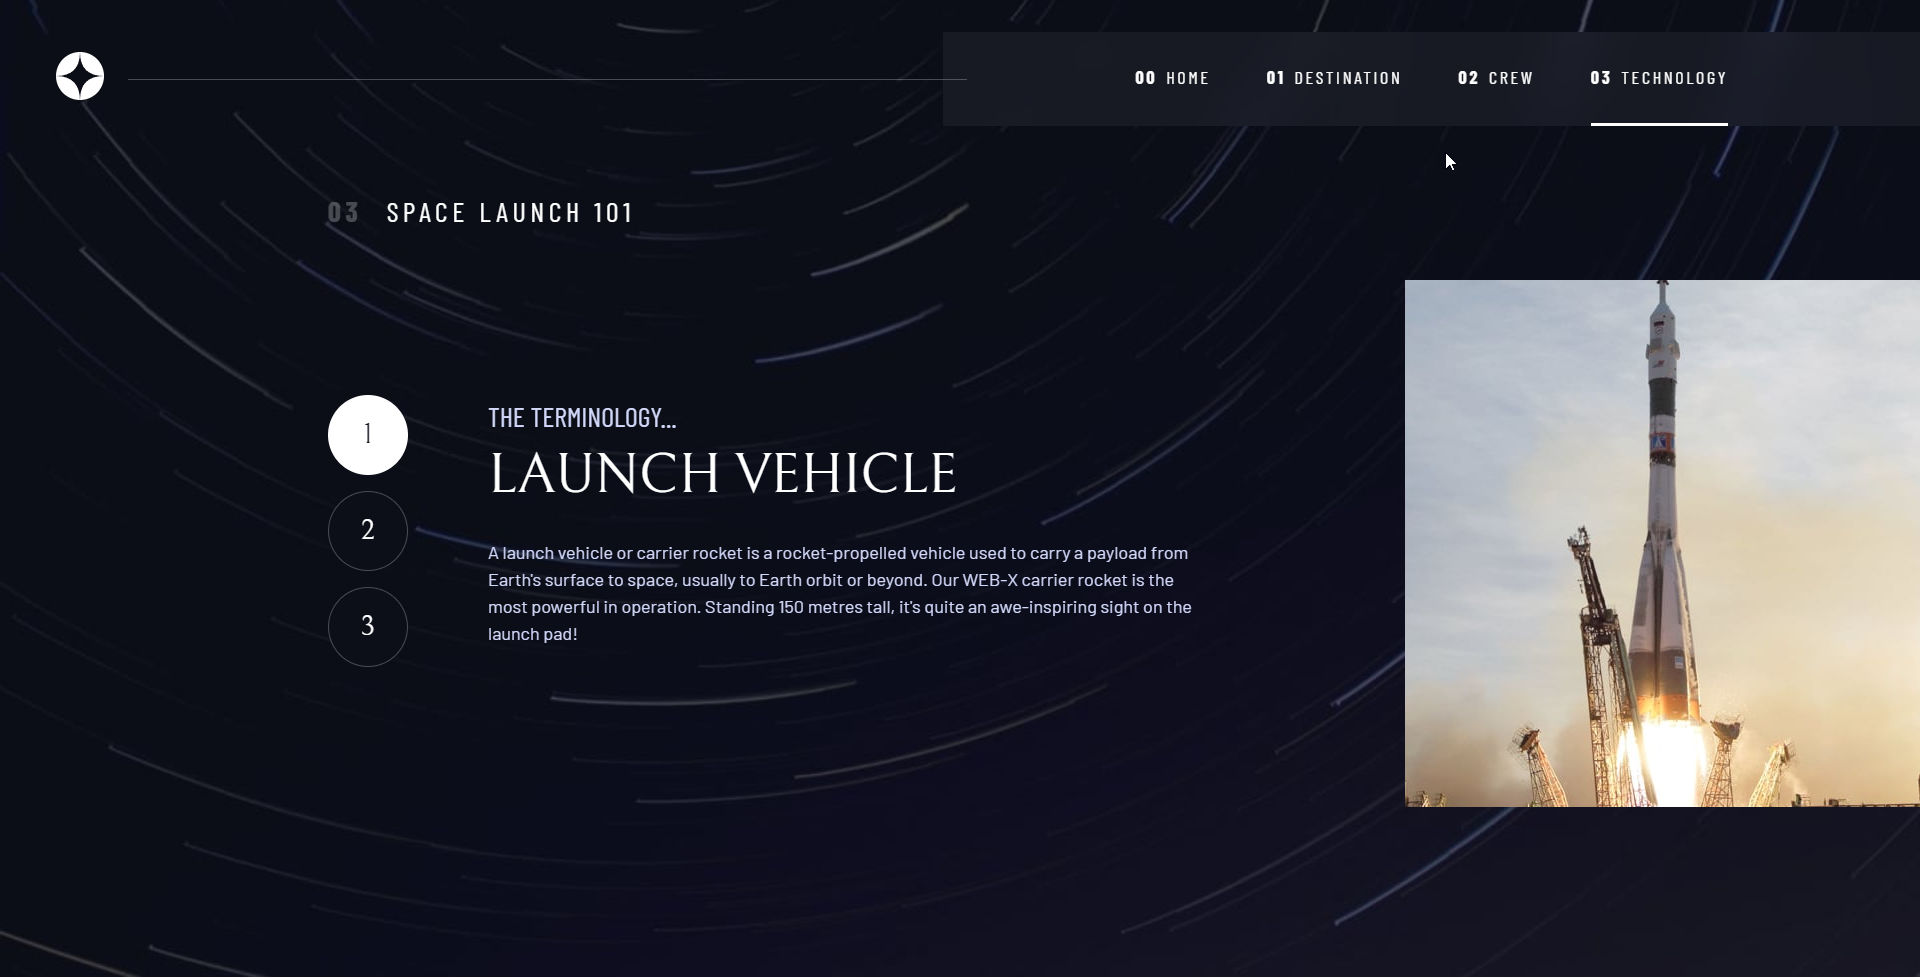 00 HOME 01 DESTINATION 02 CREW 03 TECHNOLOGY
03 SPACE LAUNCH 101
1
2
3
THE TERMINOLOGY...
LAUNCH VEHICLE
A launch vehicle or carrier rocket is a rocket-propelled vehicle used to carry a payload from
Earth's surface to space, usually to Earth orbit or beyond. Our WEB-X carrier rocket is the
most powerful in operation. Standing 150 metres tall, it's quite an awe-inspiring sight on the
launch pad!